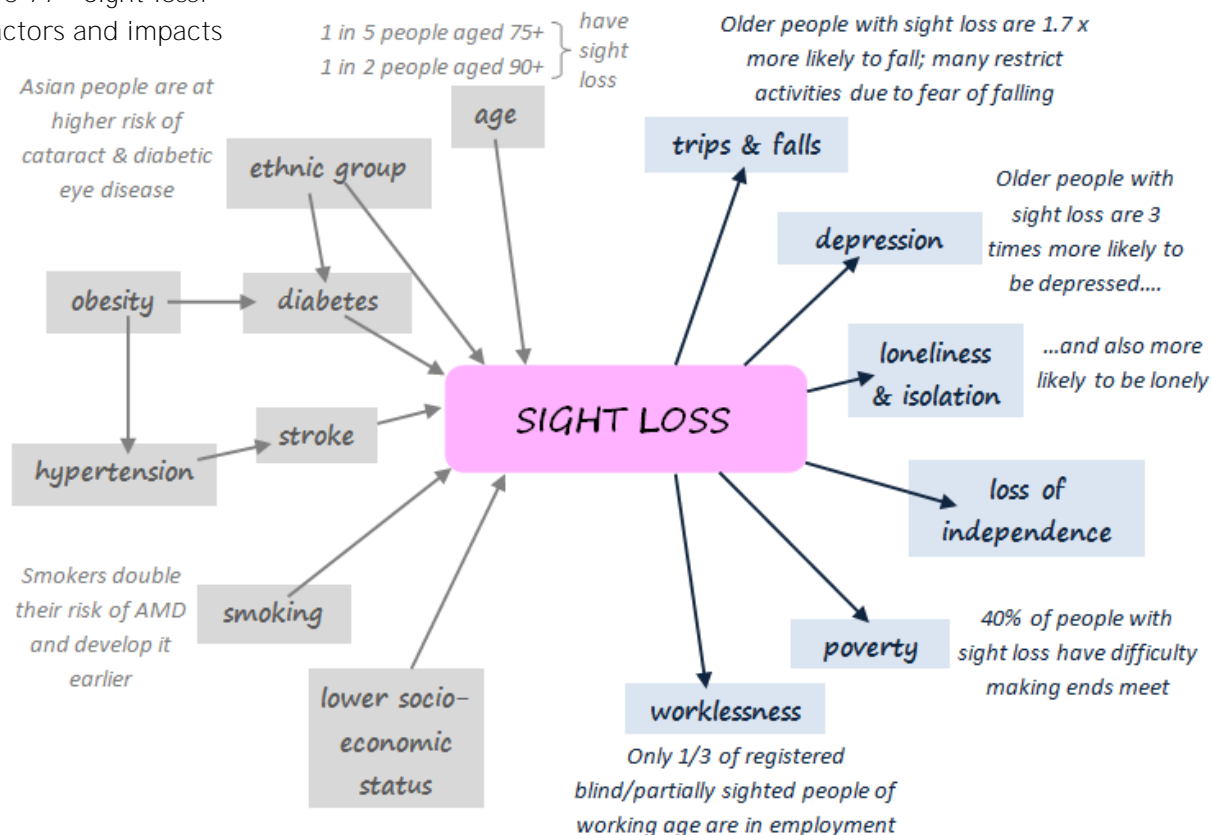 sight loss:
actors and impacts
1 in 5 people aged 75+
1 in 2 people aged 90+
have
sight
loss
Older people with sight loss are 1.7 x
more likely to fall; many restrict
activities due to fear of falling
Asian people are at
higher risk of
cataract & diabetic
eye disease
age
ethnic group
trips & falls
Older people with
sight loss are 3
times more likely to
be depressed....
depression
obesity
diabetes
loneliness
& isolation
...and also more
likely to be lonely
SIGHT LOSS
stroke
hypertension
loss of
independence
Smokers double
their risk of AMD
and develop it
earlier
smoking
poverty
40% of people with
sight loss have difficulty
making ends meet
lower socio-
economic
status
worklessness
Only 1/3 of registered
blind/partially sighted people of
working age are in employment